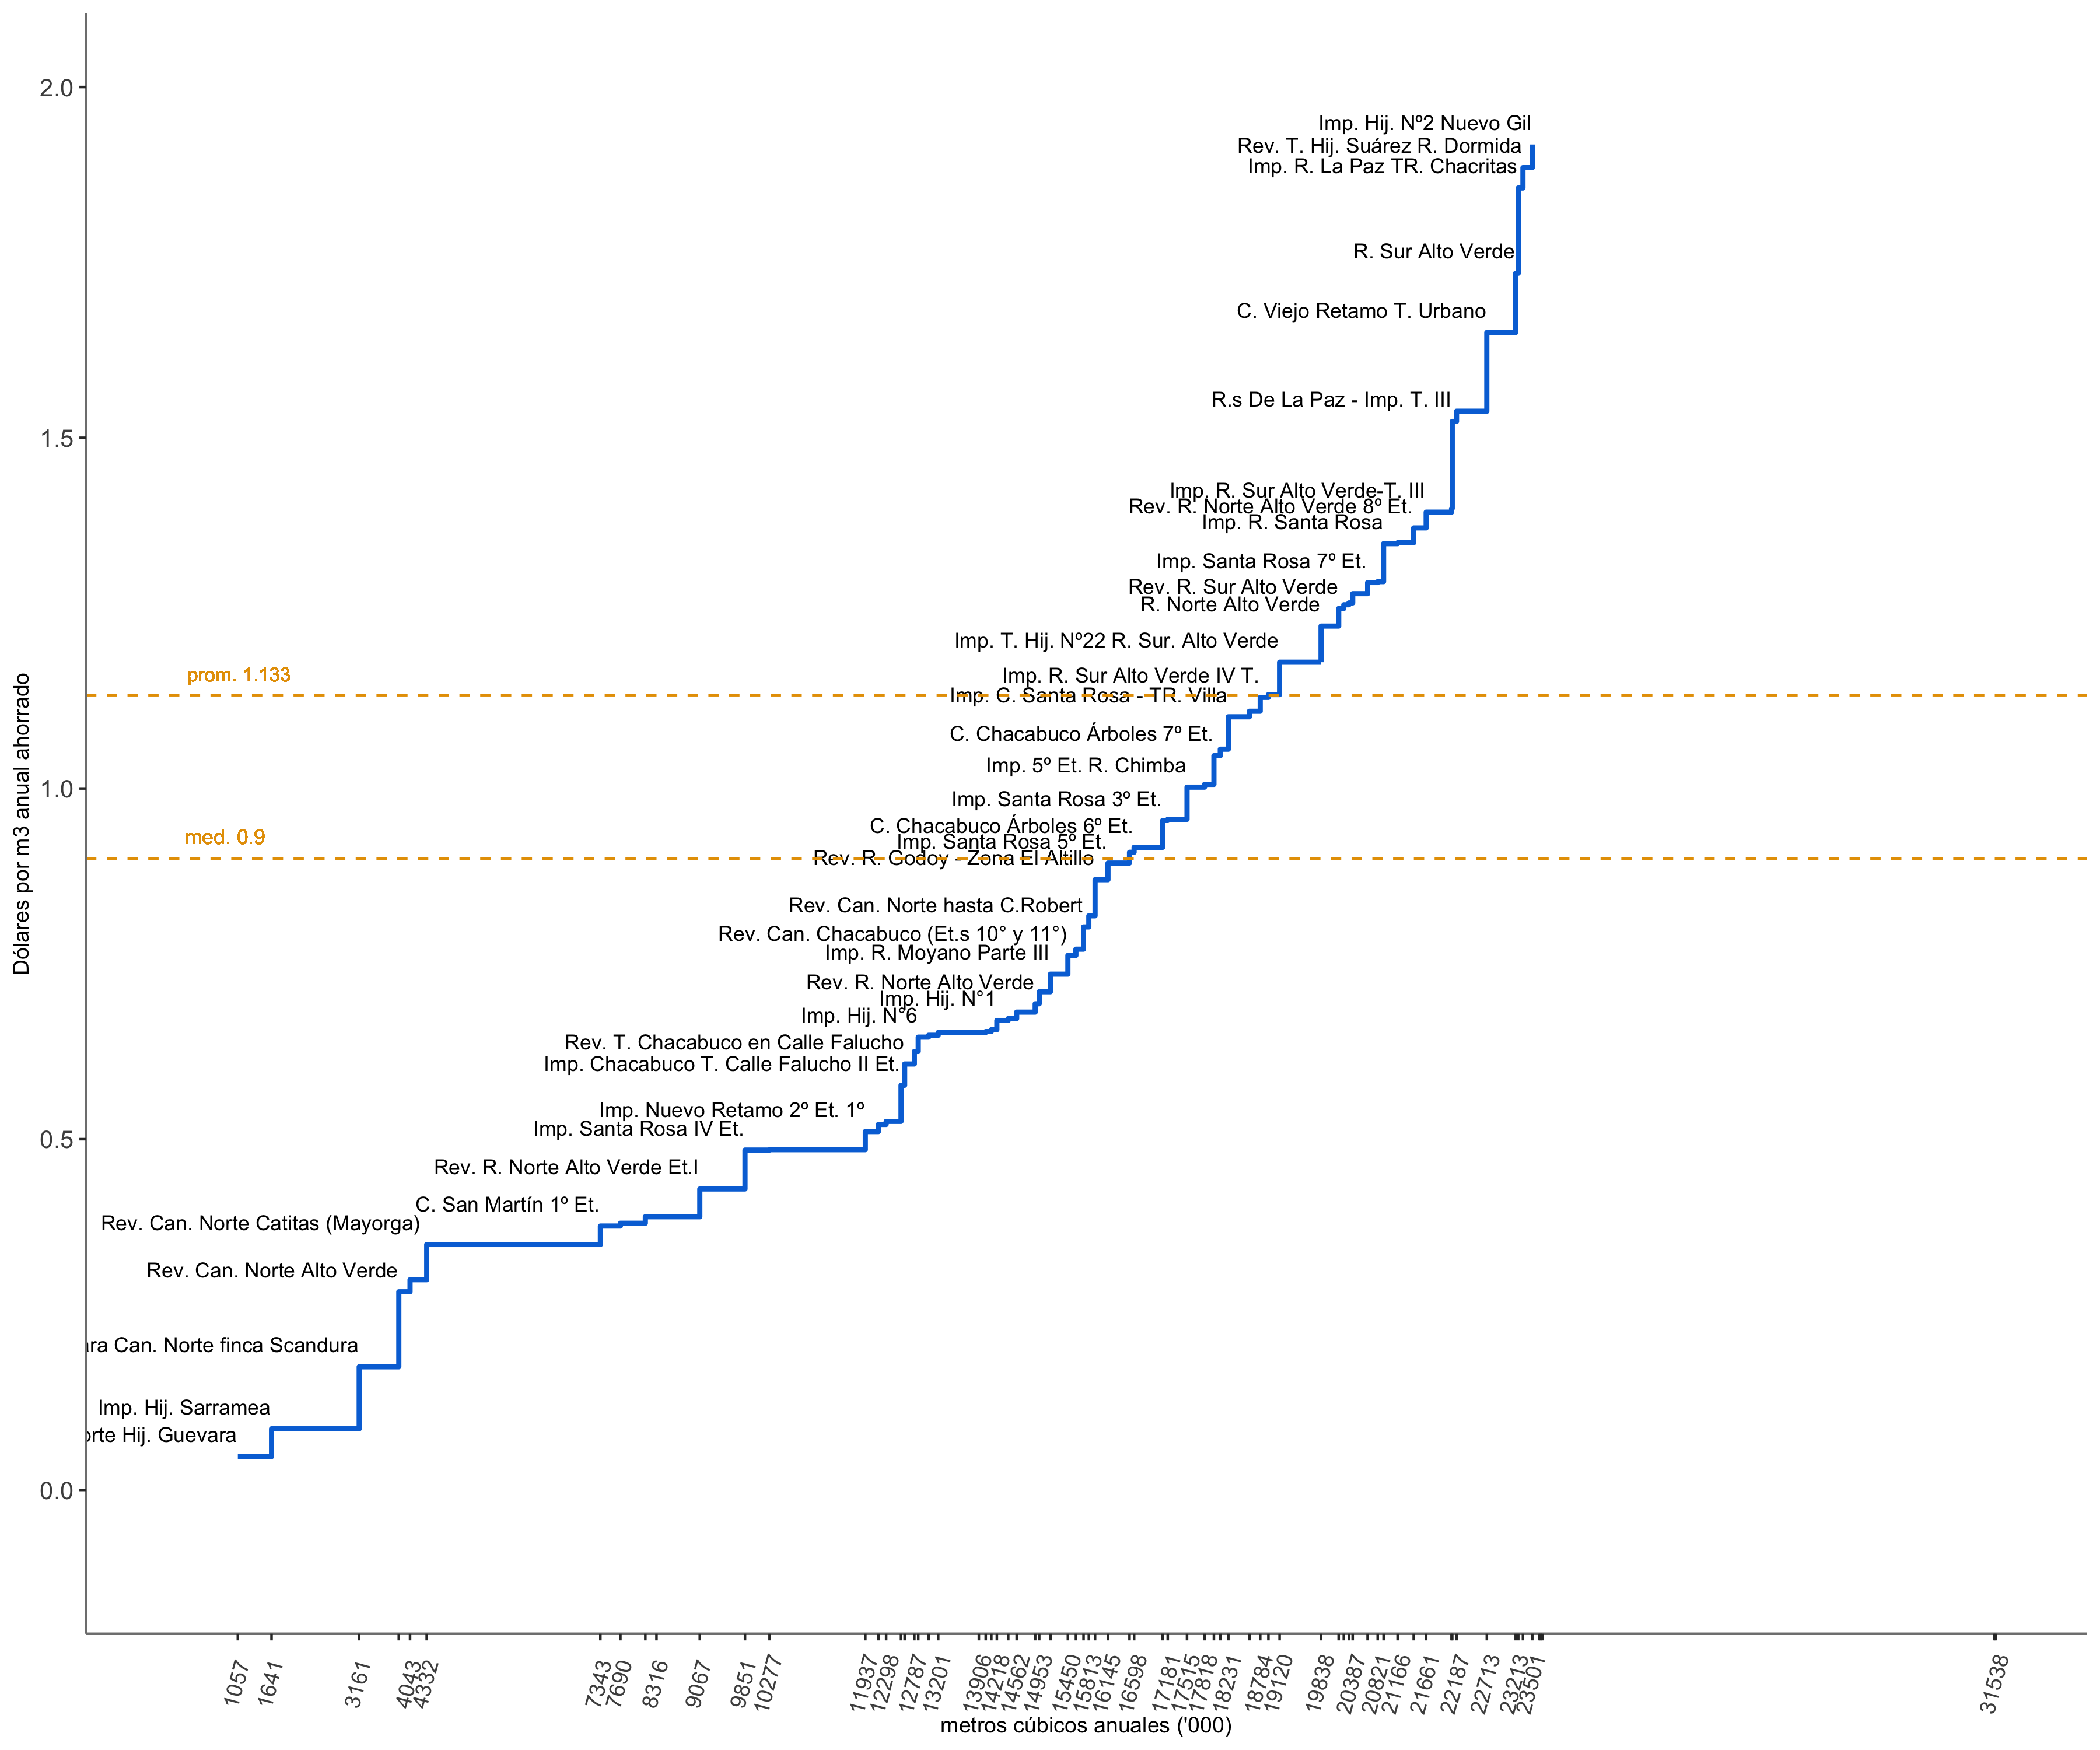 2.0
Imp. Hij. Nº2 Nuevo Gil
Rev. T. Hij. Suárez R. Dormida
Imp. R. La Paz TR. Chacritas
R. Sur Alto Verde
C. Viejo Retamo T. Urbano
R.s De La Paz - Imp. T. III
1.5
Imp. R. Sur Alto Verde-T. III
Rev. R. Norte Alto Verde 8º Et.
Imp. R. Santa Rosa
Imp. Santa Rosa 7º Et.
Rev. R. Sur Alto Verde
R. Norte Alto Verde
Imp. T. Hij. Nº22 R. Sur. Alto Verde
prom. 1.133
Imp. R. Sur Alto Verde IV T.
Imp. C. Santa Rosa - TR. Villa
C. Chacabuco Árboles 7º Et.
Imp. 5º Et. R. Chimba
1.0
Imp. Santa Rosa 3º Et.
C. Chacabuco Árboles 6º Et.
med. 0.9
Imp. Santa Rosa 5º Et.
Rev. R. Godoy - Zona El Altillo
Dólares por m3 anual ahorrado
Rev. Can. Norte hasta C.Robert
Rev. Can. Chacabuco (Et.s 10° y 11°)
Imp. R. Moyano Parte III
Rev. R. Norte Alto Verde
Imp. Hij. N°1
Imp. Hij. N°6
Rev. T. Chacabuco en Calle Falucho
Imp. Chacabuco T. Calle Falucho II Et.
Imp. Nuevo Retamo 2º Et. 1º
Imp. Santa Rosa IV Et.
0.5
Rev. R. Norte Alto Verde Et.I
C. San Martín 1º Et.
Rev. Can. Norte Catitas (Mayorga)
Rev. Can. Norte Alto Verde
ra Can. Norte finca Scandura
Imp. Hij. Sarramea
orte Hij. Guevara
0.0
1057
1641
3161
4043
4332
7343
7690
8316
9067
9851
10277
11937
12298
12787
13201
13906
14218
14562
14953
15450
15813
16145
16598
17181
17515
17818
18231
18784
19120
19838
20387
20821
21166
21661
22187
22713
23213
23501
31538
metros cúbicos anuales ('000)